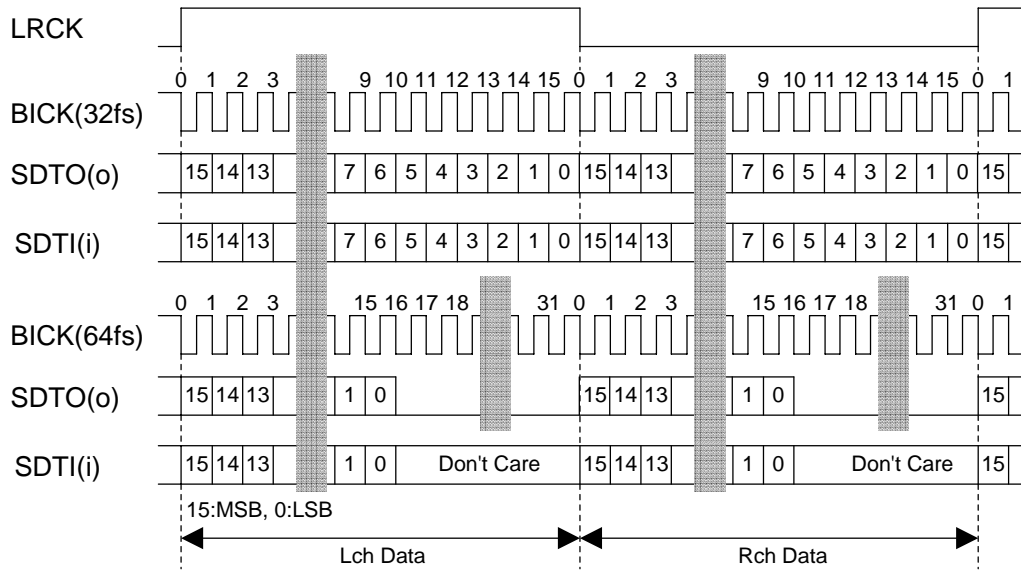 LRCK
0 1 2 3 9 10 11 12 13 14 15 0 1 2 3 9 10 11 12 13 14 15 0 1
BICK(32fs)
SDTO(o) 15 14 13 7 6 5 4 3 2 1 0 15 14 13 7 6 5 4 3 2 1 0 15
SDTI(i) 15 14 13 7 6 5 4 3 2 1 0 15 14 13 7 6 5 4 3 2 1 0 15
0 1 2 3 15 16 17 18 31 0 1 2 3 15 16 17 18 31 0 1
BICK(64fs)
SDTO(o) 15 14 13 1 0 15 14 13 1 0 15
SDTI(i) 15 14 13 1 0 Don't Care 15 14 13 1 0 Don't Care 15
15:MSB, 0:LSB
Lch Data Rch Data